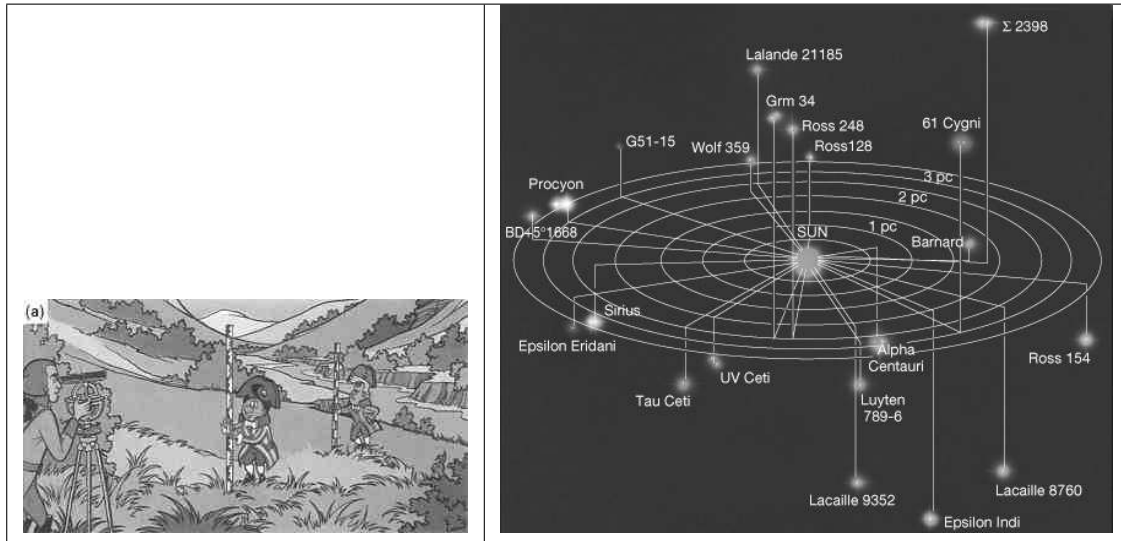 (a)
Σ 2398
Lalande 21185
Grm 34
Ross 248
61 Cygni
G51-15
Wolf 359
Ross128
3 pc
Procyon
2 pc
BD+5°1668
1 pc
SUN
Barnard
Sirius
Epsilon Eridani
Alpha
Centauri
Ross 154
UV Ceti
Tau Ceti
Luyten
789-6
Lacaille 9352
Lacaille 8760
Epsilon Indi